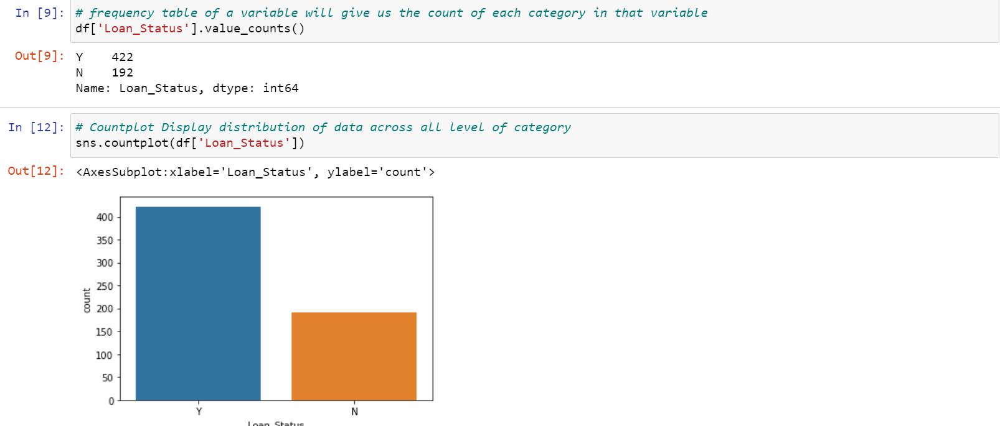 In [9]: # frequency table of a variable will give us the count of each category in that variable
df['Loan_Status'].value_counts()
Out[9]: Y    422
N    192
Name: Loan_Status, dtype: int64
In [12]: # Countplot Display distribution of data across all level of category
sns.countplot(df['Loan_Status'])
Out[12]: <AxesSubplot:xlabel='Loan_Status', ylabel='count'>
400
350
300
250
200
150
100
50
0
count
Y N
Loan_Status